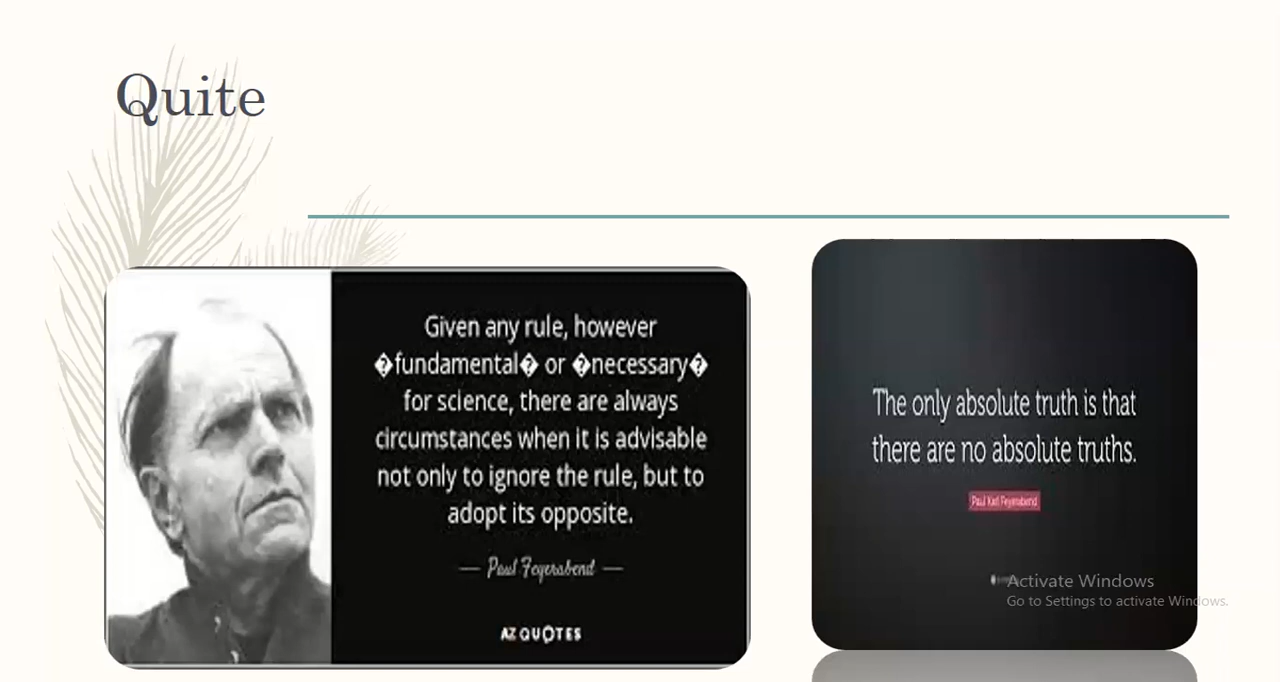 Quite
Given any rule, however
�fundamental� or �necessary�
for science, there are always
circumstances when it is advisable
not only to ignore the rule, but to
adopt its opposite.
— Paul Feyerabend —
AZ QUOTES
The only absolute truth is that
there are no absolute truths.
Paul Karl Feyerabend
Activate Windows
Go to Settings to activate Windows.